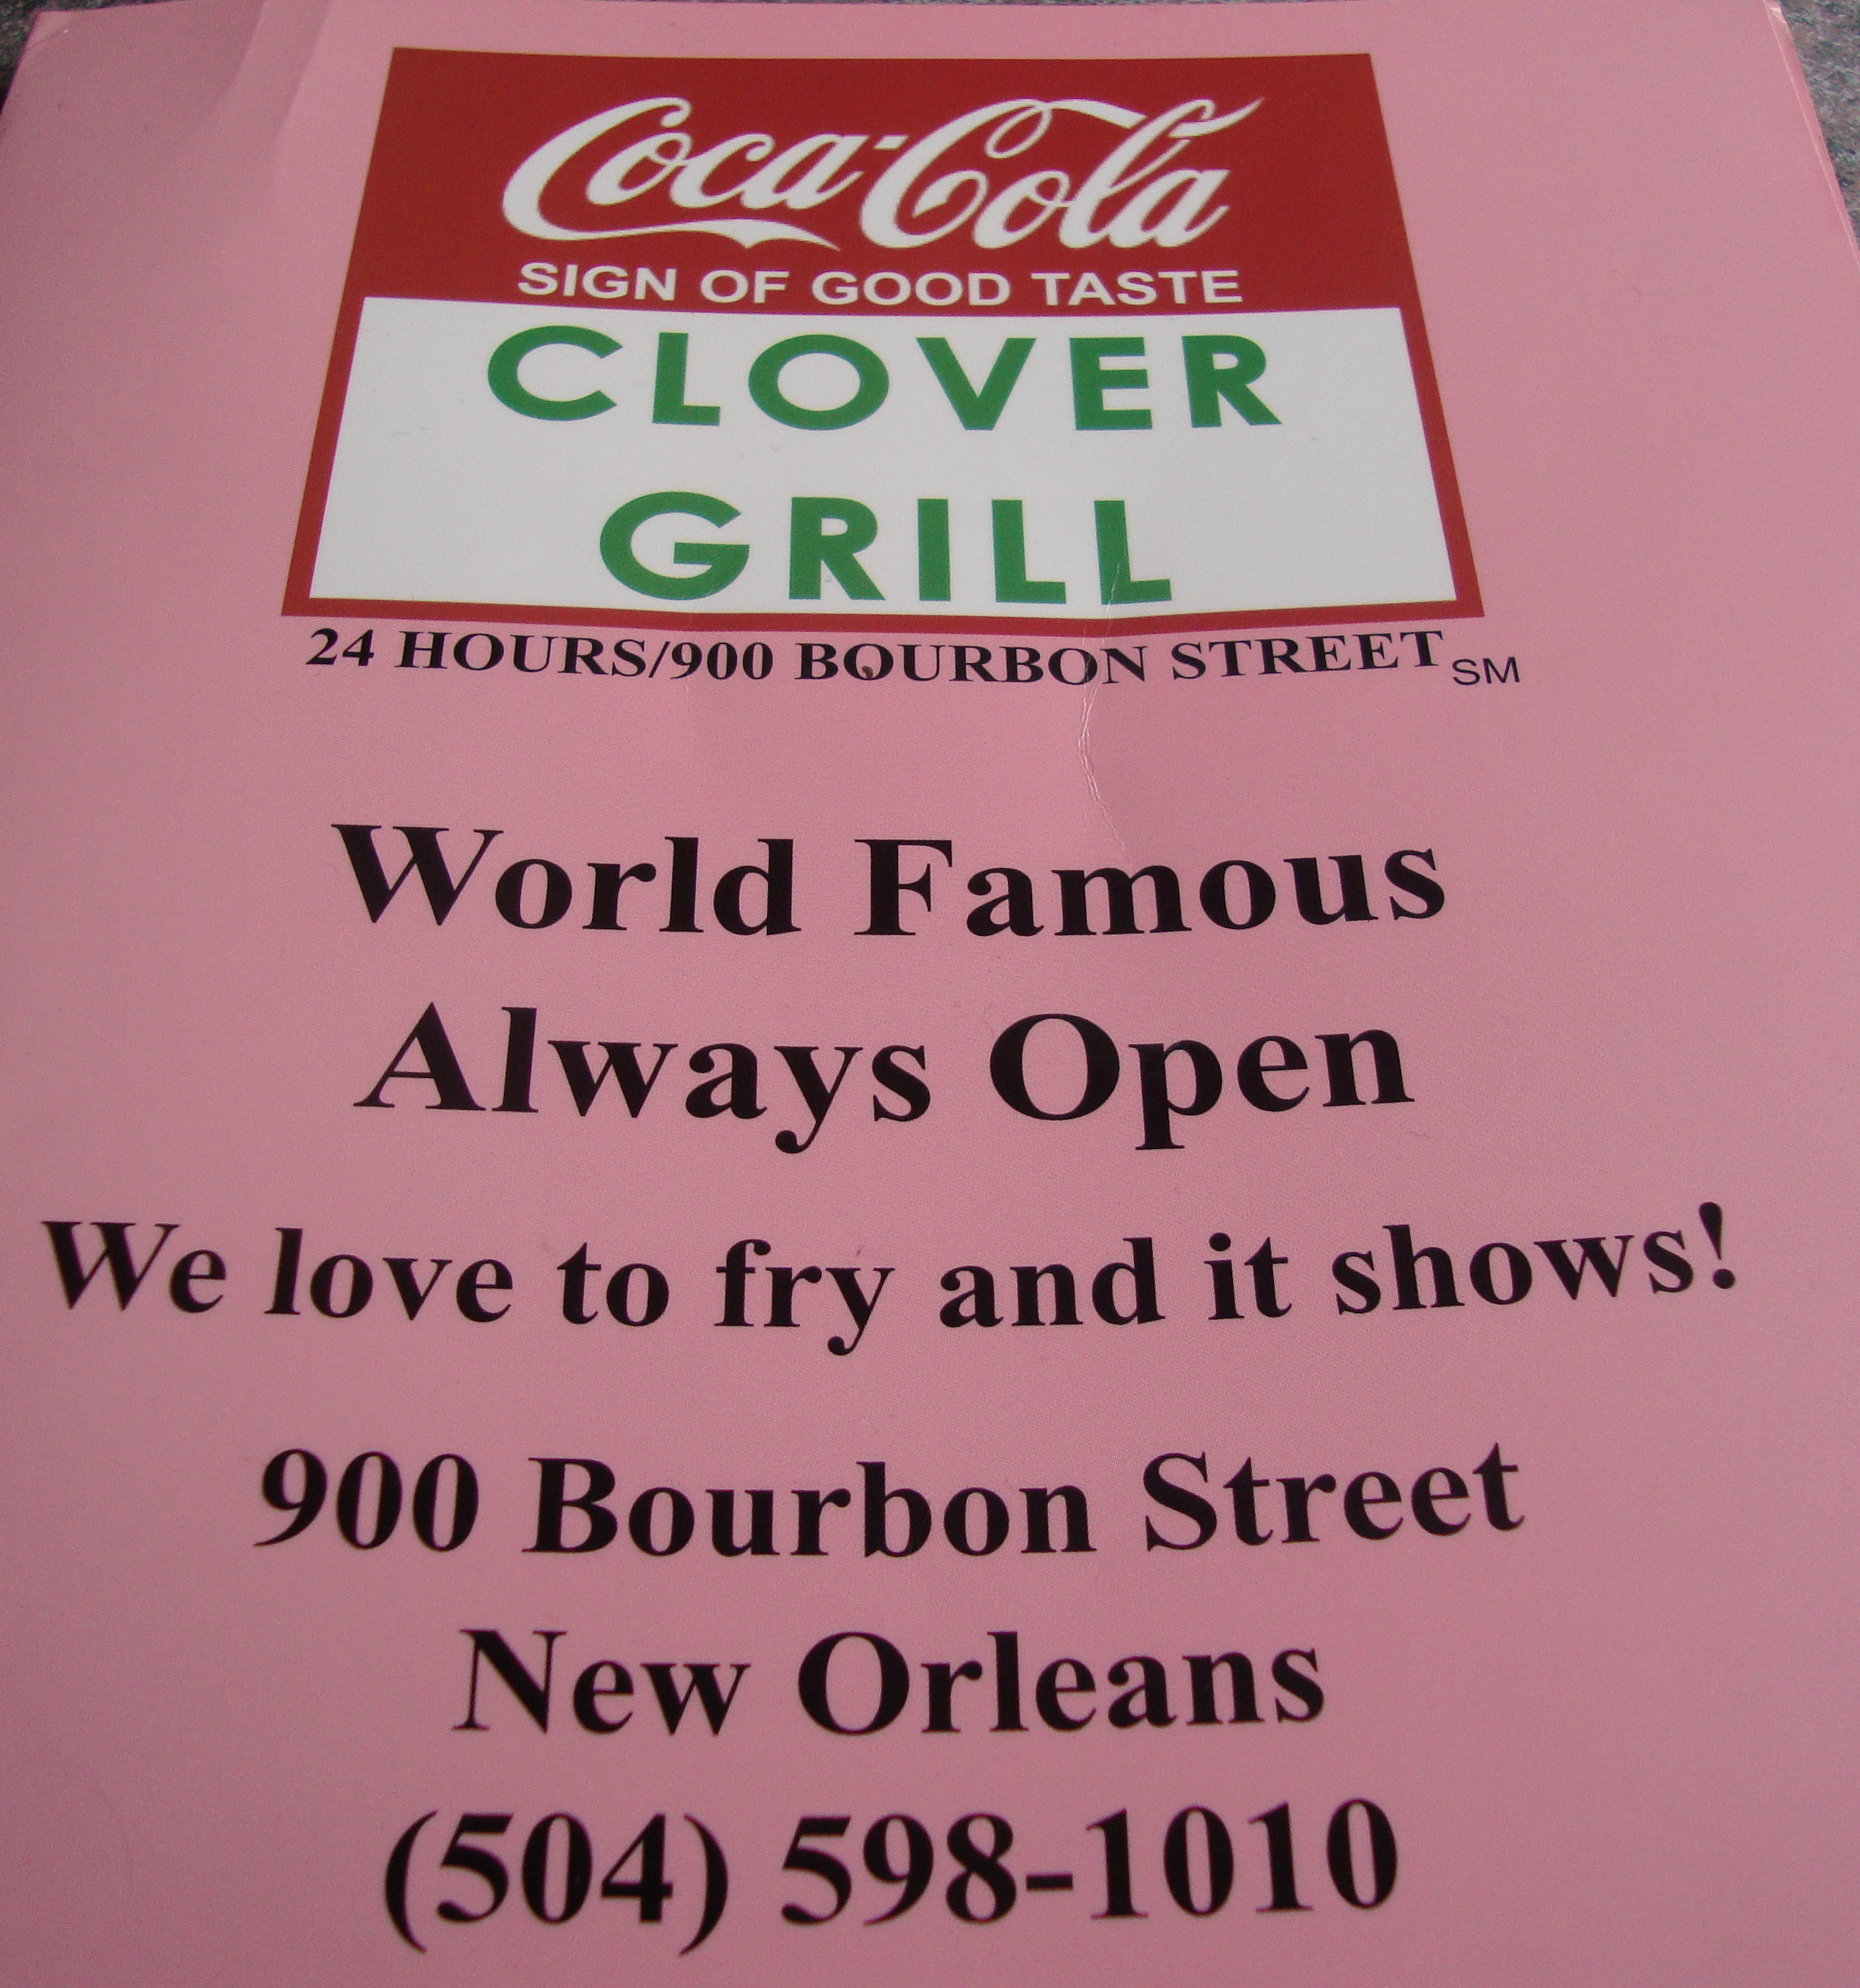 Coca-Cola
SIGN OF GOOD TASTE
CLOVER
GRILL
24 HOURS/900 BOURBON STREET SM
World Famous
Always Open
We love to fry and it shows!
900 Bourbon Street
New Orleans
(504) 598-1010